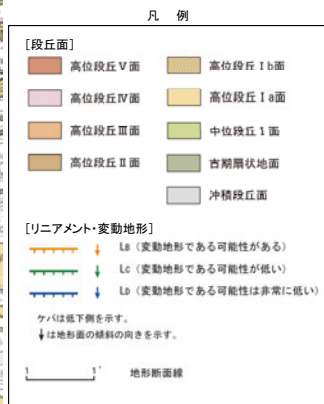 凡 例
[段丘面]
高位段丘Ⅴ面
高位段丘Ⅰb面
高位段丘Ⅳ面
高位段丘Ⅰa面
高位段丘Ⅲ面
中位段丘1面
高位段丘Ⅱ面
古期扇状地面
沖積段丘面
[リニアメント・変動地形]
LB（変動地形である可能性がある）
LC（変動地形である可能性が低い）
LD（変動地形である可能性は非常に低い）
ケバは低下側を示す。
↓は地形面の傾斜の向きを示す。
1 1' 地形断面線